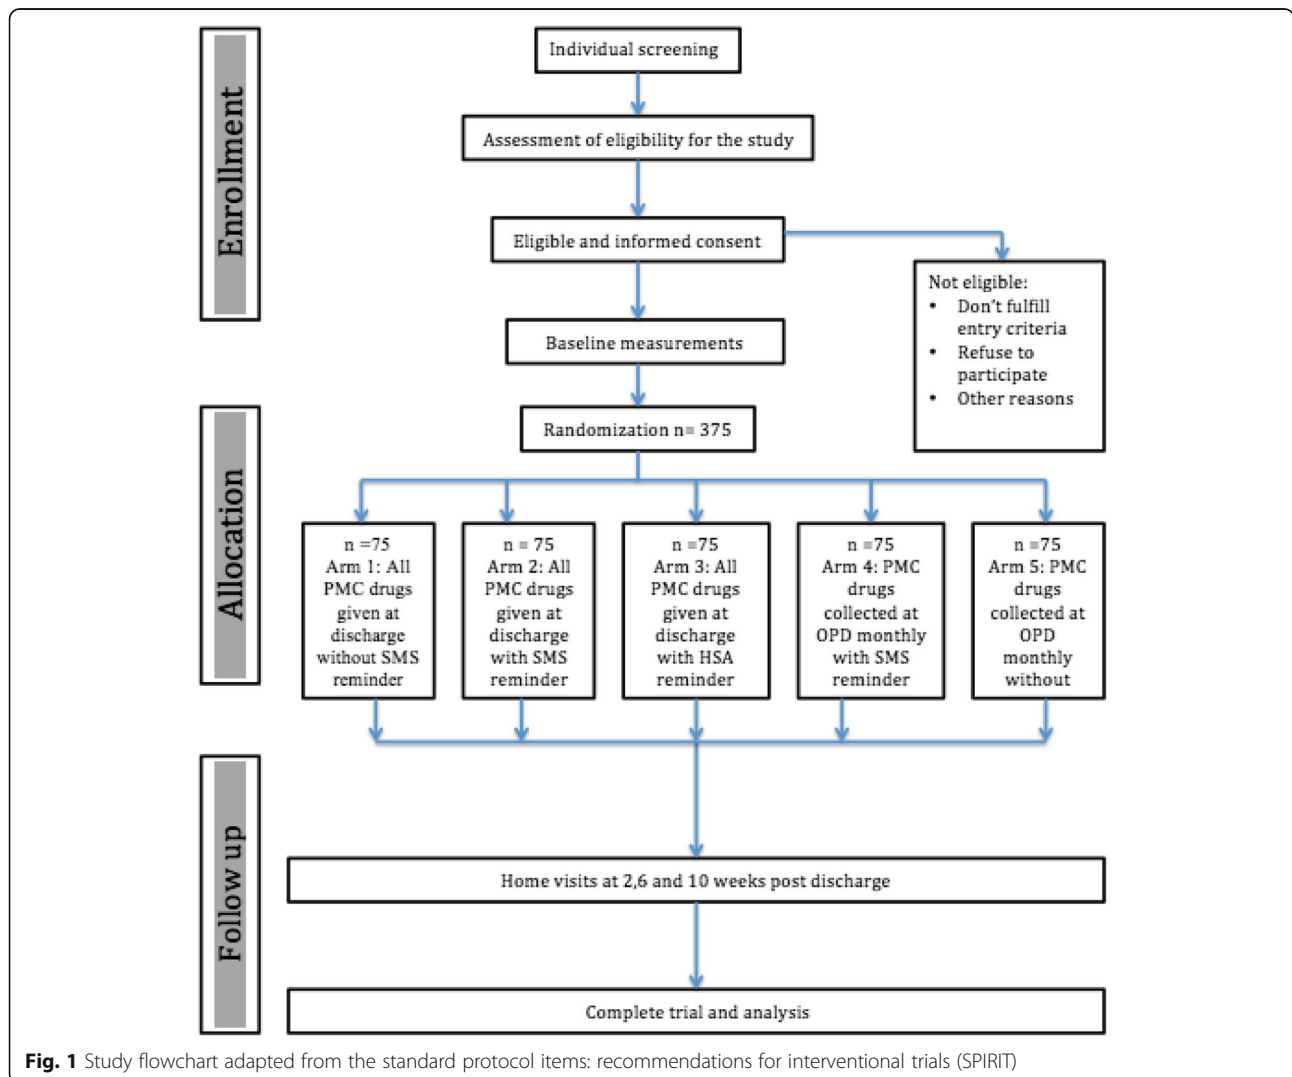 Enrollment
Individual screening
Assessment of eligibility for the study
Eligible and informed consent
Not eligible:
• Don't fulfill
entry criteria
• Refuse to
participate
• Other reasons
Baseline measurements
Allocation
Randomization n= 375
n =75
Arm 1: All
PMC drugs
given at
discharge
without SMS
reminder
n = 75
Arm 2: All
PMC drugs
given at
discharge
with SMS
reminder
n =75
Arm 3: All
PMC drugs
given at
discharge
with HSA
reminder
n =75
Arm 4: PMC
drugs
collected at
OPD monthly
with SMS
reminder
n =75
Arm 5: PMC
drugs
collected at
OPD
monthly
without
Follow up
Home visits at 2,6 and 10 weeks post discharge
Complete trial and analysis
Fig. 1 Study flowchart adapted from the standard protocol items: recommendations for interventional trials (SPIRIT)